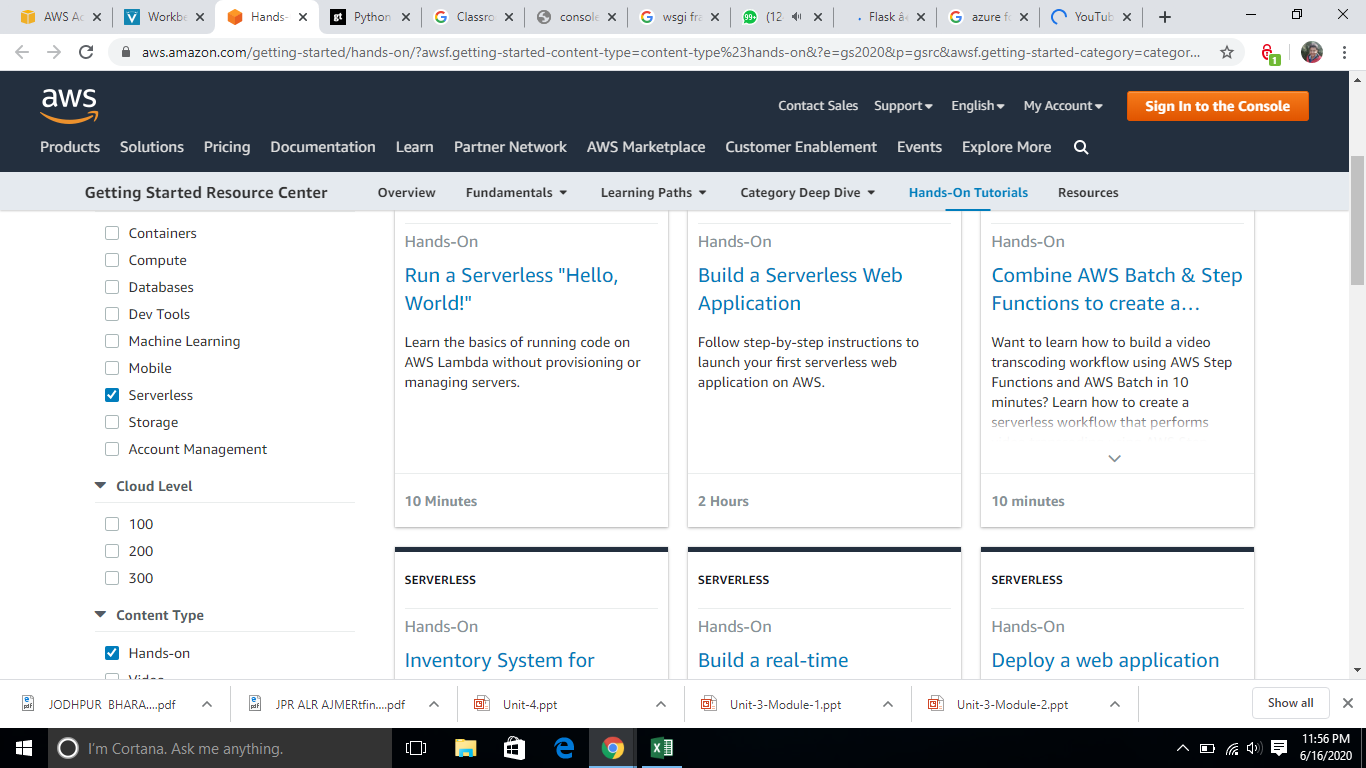 AWS Ac
Workbe
Hands-
Python
Classro
console
wsgi fra
(12
Flask
azure f
YouTub
aws.amazon.com/getting-started/hands-on/?awsf.getting-started-content-type=content-type%23hands-on&?e=gs2020&p=gsrc&awsf.getting-started-category=categor...
aws
Contact Sales Support English My Account Sign In to the Console
Products Solutions Pricing Documentation Learn Partner Network AWS Marketplace Customer Enablement Events Explore More
Getting Started Resource Center Overview Fundamentals Learning Paths Category Deep Dive Hands-On Tutorials Resources
Containers
Compute
Databases
Dev Tools
Machine Learning
Mobile
Serverless
Storage
Account Management
Cloud Level
100
200
300
Content Type
Hands-on
Video
Hands-On
Run a Serverless "Hello,
World!"
Learn the basics of running code on
AWS Lambda without provisioning or
managing servers.
10 Minutes
Hands-On
Build a Serverless Web
Application
Follow step-by-step instructions to
launch your first serverless web
application on AWS.
2 Hours
Hands-On
Combine AWS Batch & Step
Functions to create a…
Want to learn how to build a video
transcoding workflow using AWS Step
Functions and AWS Batch in 10
minutes? Learn how to create a
serverless workflow that performs
10 minutes
SERVERLESS
Hands-On
Inventory System for
SERVERLESS
Hands-On
Build a real-time
SERVERLESS
Hands-On
Deploy a web application
JODHPUR BHARA....pdf
JPR ALR AJMERtfin....pdf
Unit-4.ppt
Unit-3-Module-1.ppt
Unit-3-Module-2.ppt
Show all
I'm Cortana. Ask me anything.
11:56 PM
6/16/2020